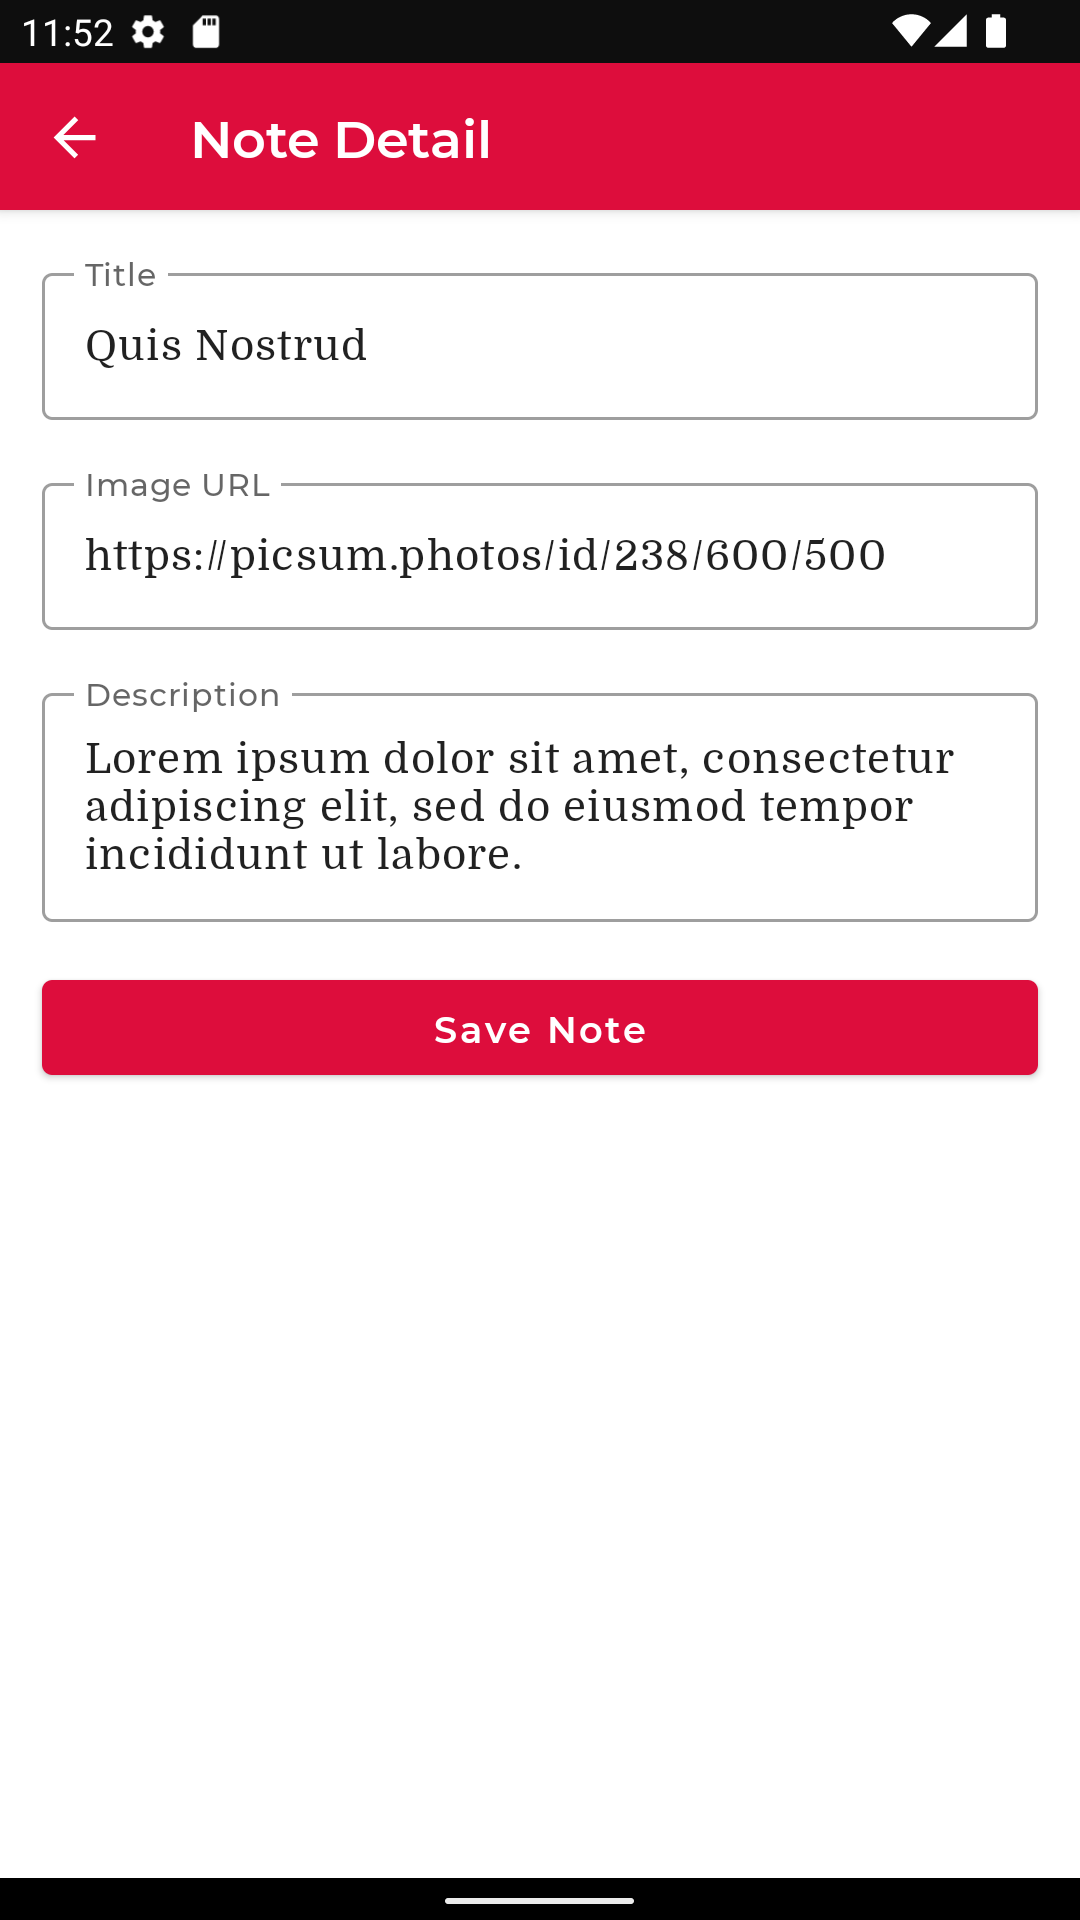 11:52
Note Detail
Title
Quis Nostrud
Image URL
https://picsum.photos/id/238/600/500
Description
Lorem ipsum dolor sit amet, consectetur
adipiscing elit, sed do eiusmod tempor
incididunt ut labore.
Save Note